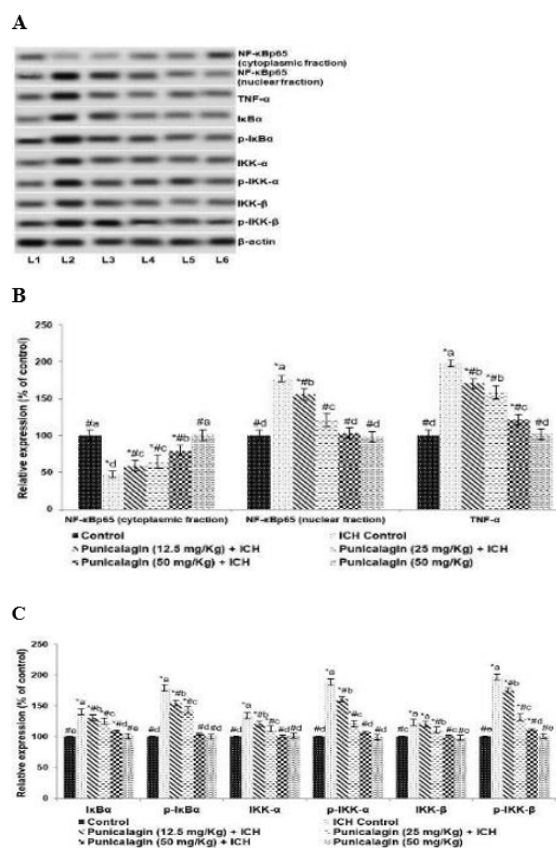 A
NF-κBp65
(cytoplasmic fraction)
NF-κBp65
(nuclear fraction)
TNF-α
IκBα
p-IκBα
IKK-α
p-IKK-α
IKK-β
p-IKK-β
β-actin
L1 L2 L3 L4 L5 L6
B
Relative expression (% of control)
250
200
150
100
50
0
#a *d *#c *#c *#b #a
#d *a *#b #c #d #d
#d *a *#b *#b *#c #d
NF-κBp65 (cytoplasmic fraction) NF-κBp65 (nuclear fraction) TNF-α
Control ICH Control
Punicalagin (12.5 mg/Kg) + ICH Punicalagin (25 mg/Kg) + ICH
Punicalagin (50 mg/Kg) + ICH Punicalagin (50 mg/Kg)
C
Relative expression (% of control)
250
200
150
100
50
0
IκBα p-IκBα IKK-α p-IKK-α IKK-β p-IKK-β
Control ICH Control
Punicalagin (12.5 mg/Kg) + ICH Punicalagin (25 mg/Kg) + ICH
Punicalagin (50 mg/Kg) + ICH Punicalagin (50 mg/Kg)